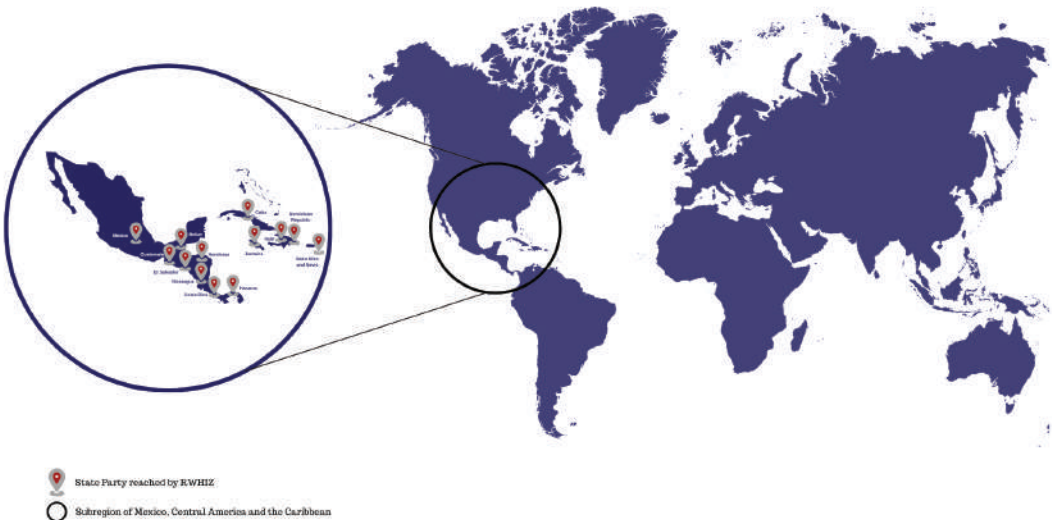 Cuba
Dominican
Republic
Mexico
Belize
Haiti
Jamaica
Guatemala
Honduras
Saint Kitts
and Nevis
El Salvador
Nicaragua
Costa Rica
Panama
State Party reached by RWHIZ
Subregion of Mexico, Central America and the Caribbean